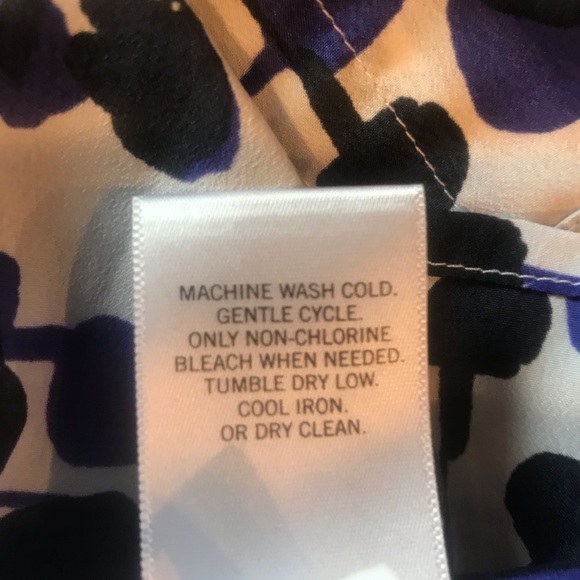 MACHINE WASH COLD.
GENTLE CYCLE.
ONLY NON-CHLORINE
BLEACH WHEN NEEDED.
TUMBLE DRY LOW.
COOL IRON.
OR DRY CLEAN.